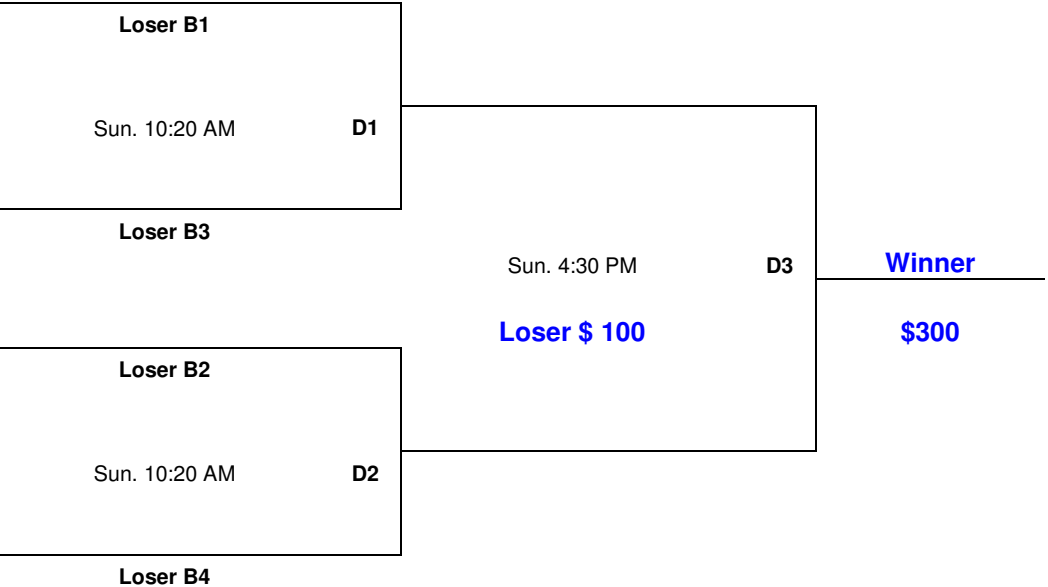 Loser B1
Sun. 10:20 AM D1
Loser B3
Sun. 4:30 PM D3 Winner
Loser $ 100 $300
Loser B2
Sun. 10:20 AM D2
Loser B4